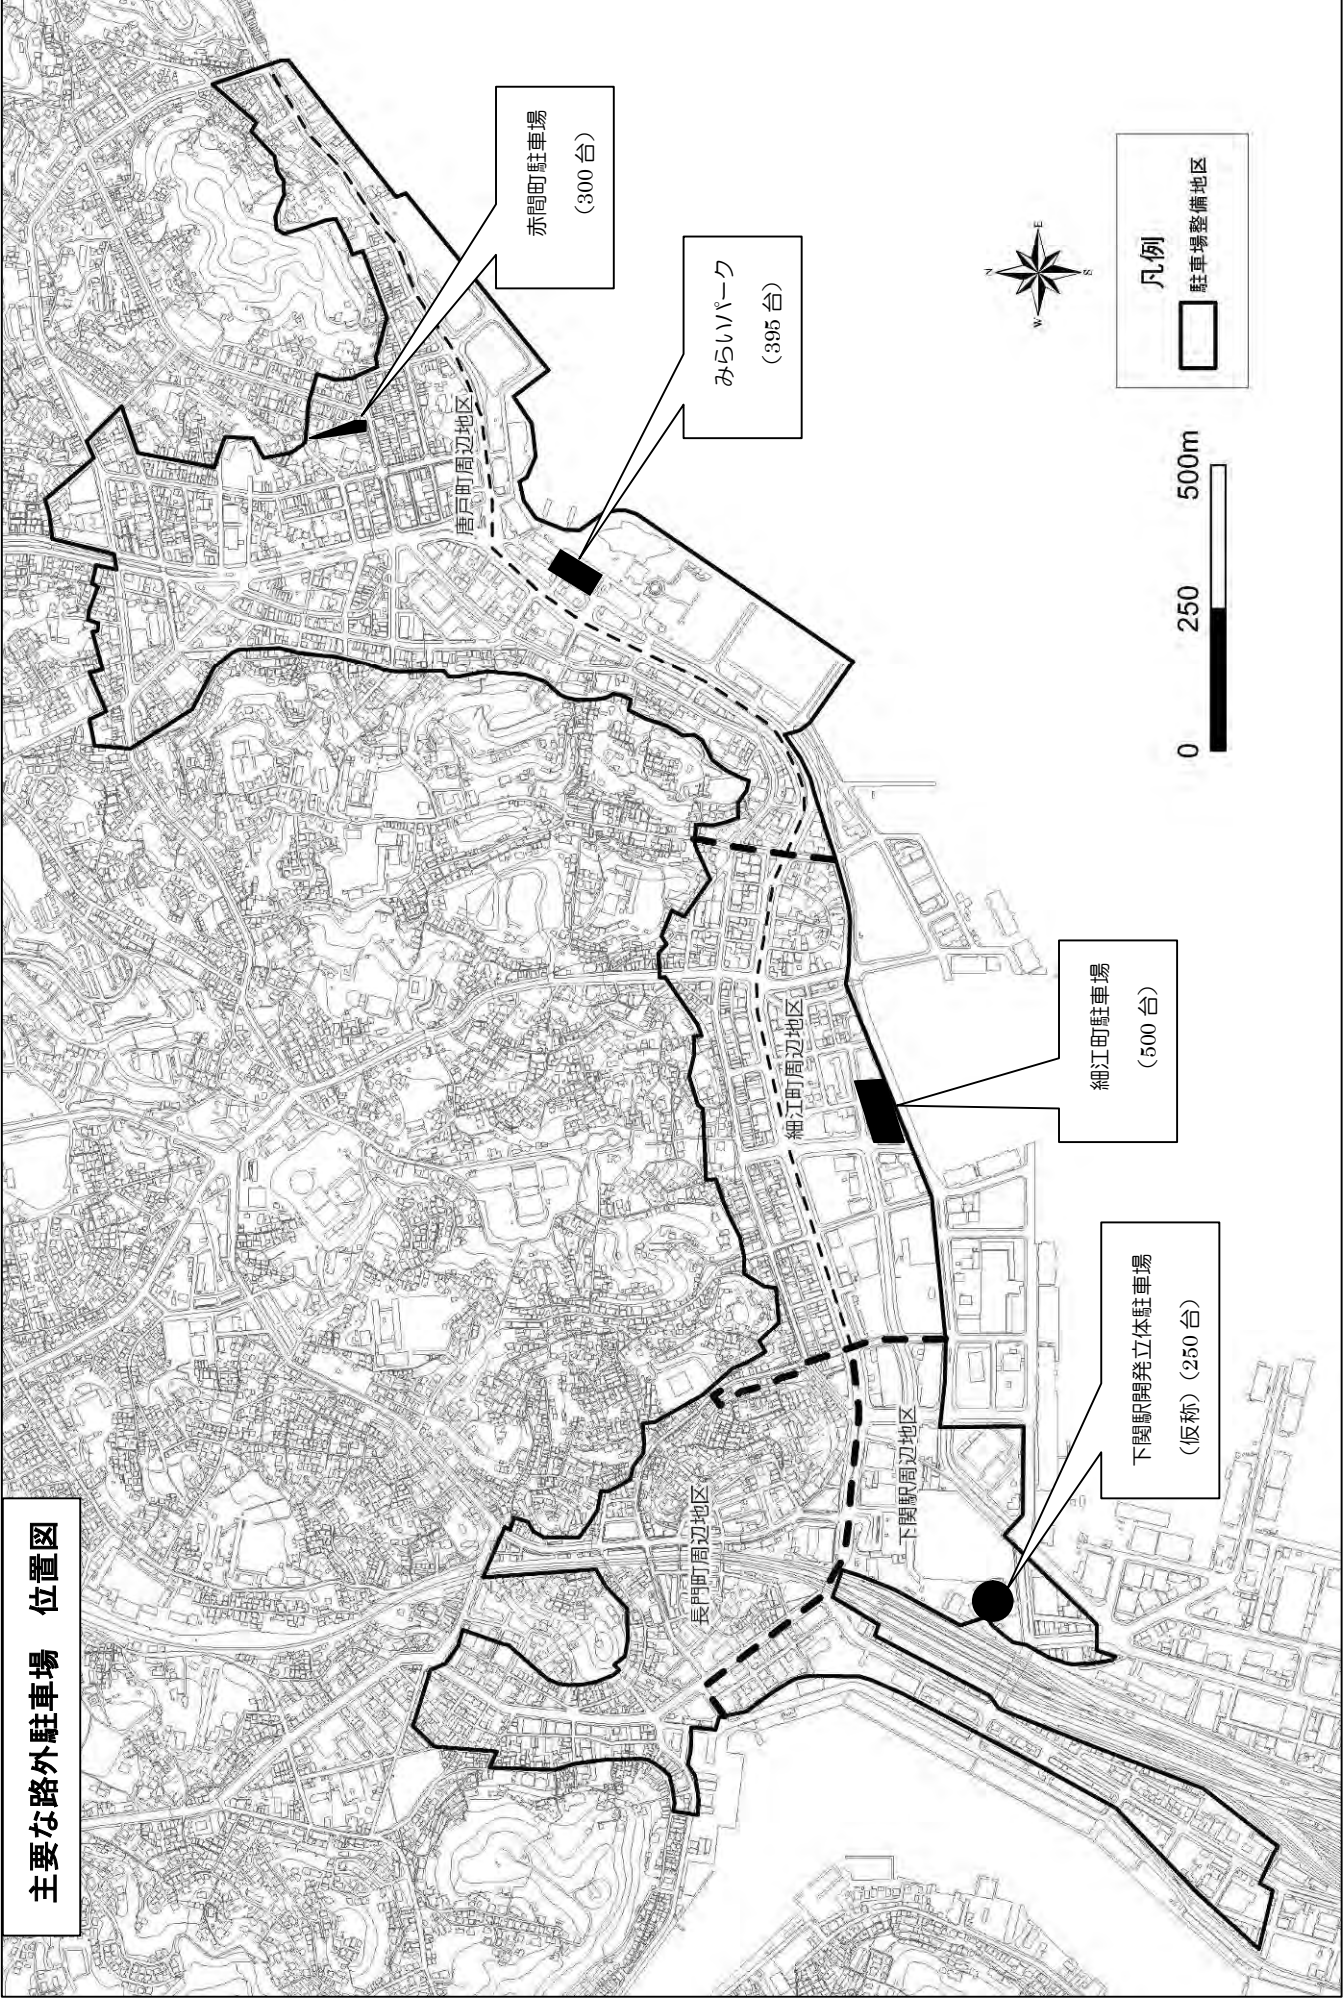 主要な路外駐車場　位置図
赤間町駐車場
（300 台）
みらいパーク
（395 台）
唐戸町周辺地区
細江町周辺地区
細江町駐車場
（500 台）
下関駅周辺地区
長門町周辺地区
下関駅開発立体駐車場
（仮称）（250 台）
N
W
E
S
凡例
駐車場整備地区
0
250
500m